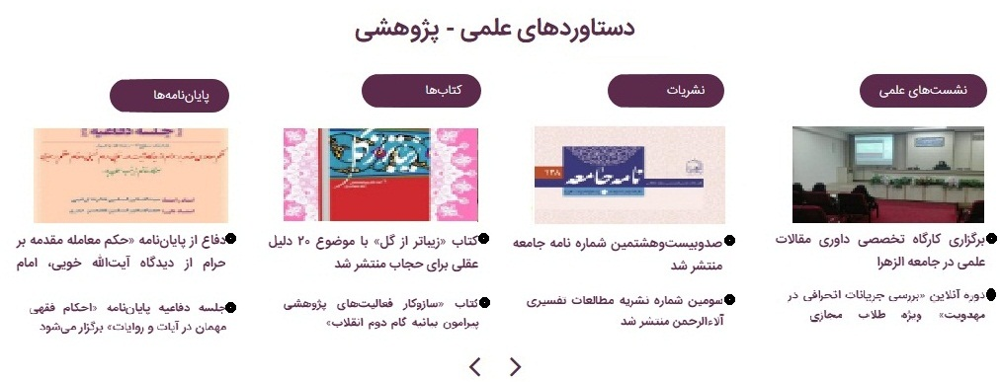 دستاوردهای علمی - پژوهشی
نشست‌های علمی
برگزاری کارگاه تخصصی داوری مقالات
علمی در جامعه الزهرا
دوره آنلاین «بررسی جریانات انحرافی در
مهدویت» ویژه طلاب مجازی
نشریات
۱۳۸
نامه جامعه
صدوبیست‌وهشتمین شماره نامه جامعه
منتشر شد
سومین شماره نشریه مطالعات تفسیری
آلاءالرحمن منتشر شد
کتاب‌ها
زیباتر از گل
کتاب «زیباتر از گل» با موضوع ۲۰ دلیل
عقلی برای حجاب منتشر شد
کتاب «سازوکار فعالیت‌های پژوهشی
پیرامون بیانیه گام دوم انقلاب»
پایان‌نامه‌ها
جلسه دفاعیه
دفاع از پایان‌نامه «حکم معامله مقدمه بر
حرام از دیدگاه آیت‌الله خویی، امام
جلسه دفاعیه پایان‌نامه «احکام فقهی
مهمان در آیات و روایات» برگزار می‌شود